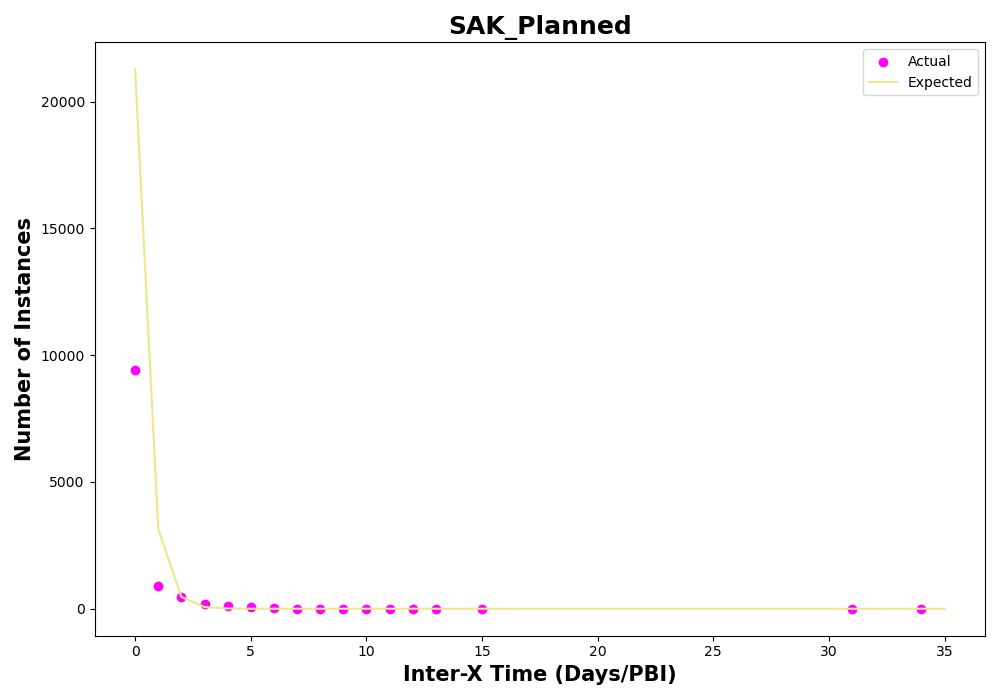 SAK_Planned
Actual
Expected
Number of Instances
20000
15000
10000
5000
0
0 5 10 15 20 25 30 35
Inter-X Time (Days/PBI)